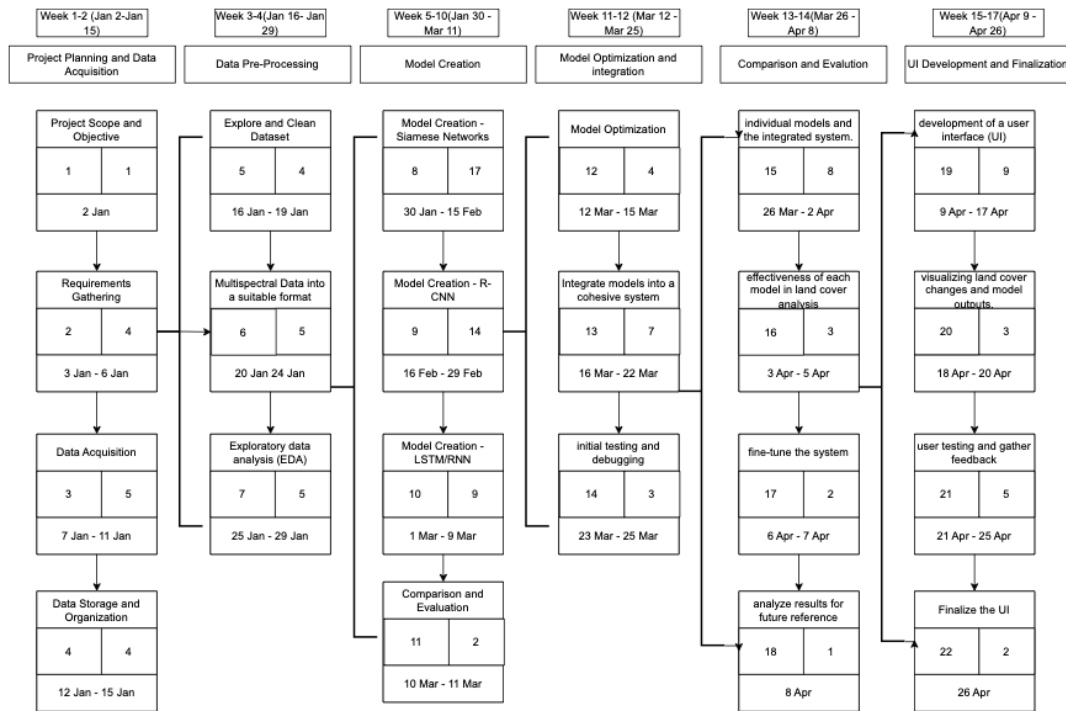 Week 1-2 (Jan 2-Jan
15)
Project Planning and Data
Acquisition
Project Scope and
Objective
1 1
2 Jan
Requirements
Gathering
2 4
3 Jan - 6 Jan
Data Acquisition
3 5
7 Jan - 11 Jan
Data Storage and
Organization
4 4
12 Jan - 15 Jan
Week 3-4(Jan 16- Jan
29)
Data Pre-Processing
Explore and Clean
Dataset
5 4
16 Jan - 19 Jan
Multispectral Data into
a suitable format
6 5
20 Jan 24 Jan
Exploratory data
analysis (EDA)
7 5
25 Jan - 29 Jan
Week 5-10(Jan 30 -
Mar 11)
Model Creation
Model Creation -
Siamese Networks
8 17
30 Jan - 15 Feb
Model Creation - R-
CNN
9 14
16 Feb - 29 Feb
Model Creation -
LSTM/RNN
10 9
1 Mar - 9 Mar
Comparison and
Evaluation
11 2
10 Mar - 11 Mar
Week 11-12 (Mar 12 -
Mar 25)
Model Optimization and
integration
Model Optimization
12 4
12 Mar - 15 Mar
Integrate models into a
cohesive system
13 7
16 Mar - 22 Mar
initial testing and
debugging
14 3
23 Mar - 25 Mar
Week 13-14(Mar 26 -
Apr 8)
Comparison and Evalution
individual models and
the integrated system.
15 8
26 Mar - 2 Apr
effectiveness of each
model in land cover
analysis
16 3
3 Apr - 5 Apr
fine-tune the system
17 2
6 Apr - 7 Apr
analyze results for
future reference
18 1
8 Apr
Week 15-17(Apr 9 -
Apr 26)
UI Development and Finalization
development of a user
interface (UI)
19 9
9 Apr - 17 Apr
visualizing land cover
changes and model
outputs.
20 3
18 Apr - 20 Apr
user testing and gather
feedback
21 5
21 Apr - 25 Apr
Finalize the UI
22 2
26 Apr